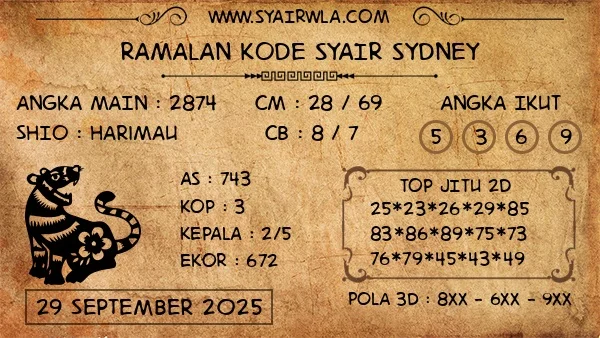 WWW.SYAIRWLA.COM
RAMALAN KODE SYAIR SYDNEY
ANGKA MAIN : 2874 CM : 28 / 69 ANGKA IKUT
SHIO : HARIMAU CB : 8 / 7 5 3 6 9
AS : 743
KOP : 3
KEPALA : 2/5
EKOR : 672
TOP JITU 2D
25*23*26*29*85
83*86*89*75*73
76*79*45*43*49
29 SEPTEMBER 2025
POLA 3D : 8XX - 6XX - 9XX